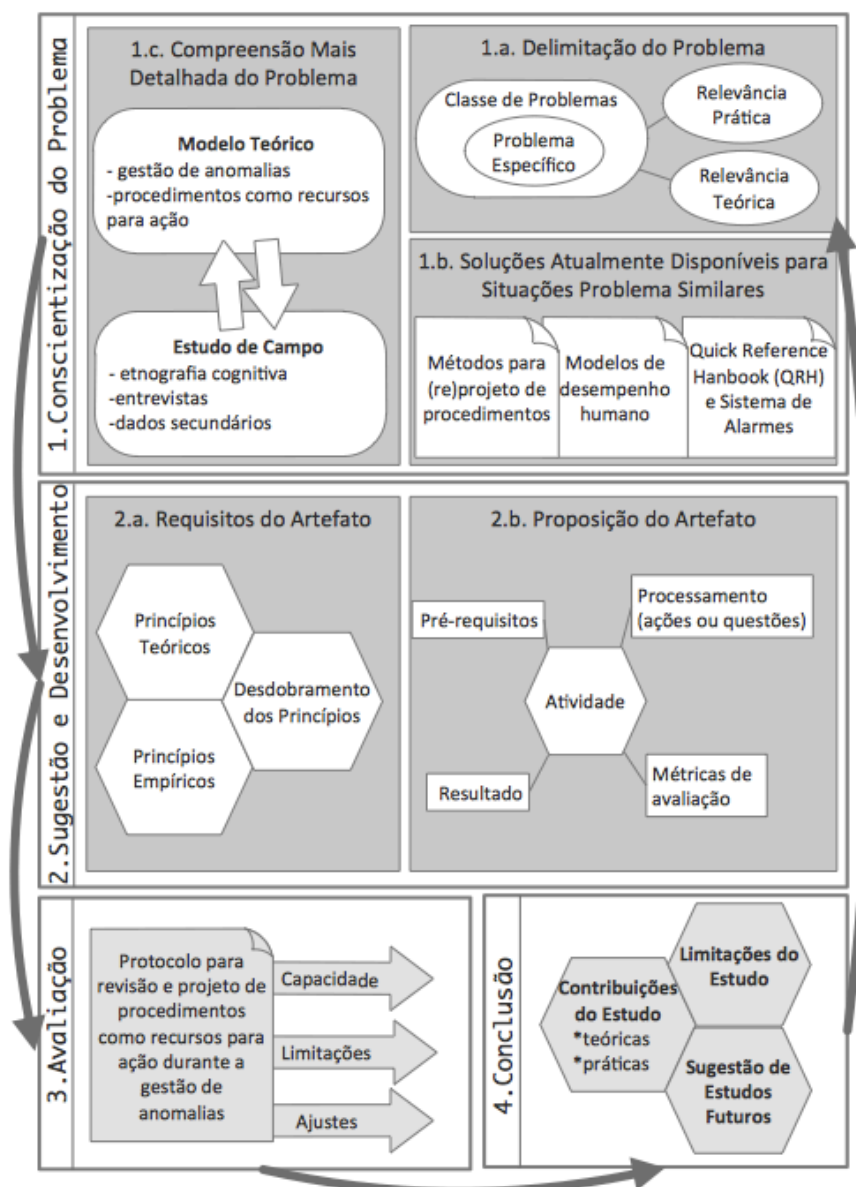 1.Conscientização do Problema
1.c. Compreensão Mais
Detalhada do Problema
Modelo Teórico
- gestão de anomalias
-procedimentos como recursos
para ação
Estudo de Campo
- etnografia cognitiva
-entrevistas
-dados secundários
1.a. Delimitação do Problema
Classe de Problemas
Problema
Específico
Relevância
Prática
Relevância
Teórica
1.b. Soluções Atualmente Disponíveis para
Situações Problema Similares
Métodos para
(re)projeto de
procedimentos
Modelos de
desempenho
humano
Quick Reference
Hanbook (QRH)
e Sistema de
Alarmes
2.Sugestão e Desenvolvimento
2.a. Requisitos do Artefato
Princípios
Teóricos
Desdobramento
dos Princípios
Princípios
Empíricos
2.b. Proposição do Artefato
Pré-requisitos
Processamento
(ações ou questões)
Atividade
Resultado
Métricas de
avaliação
3.Avaliação
Protocolo para
revisão e projeto de
procedimentos
como recursos para
ação durante a
gestão de
anomalias
Capacidade
Limitações
Ajustes
4.Conclusão
Contribuições
do Estudo
*teóricas
*práticas
Limitações do
Estudo
Sugestão de
Estudos
Futuros